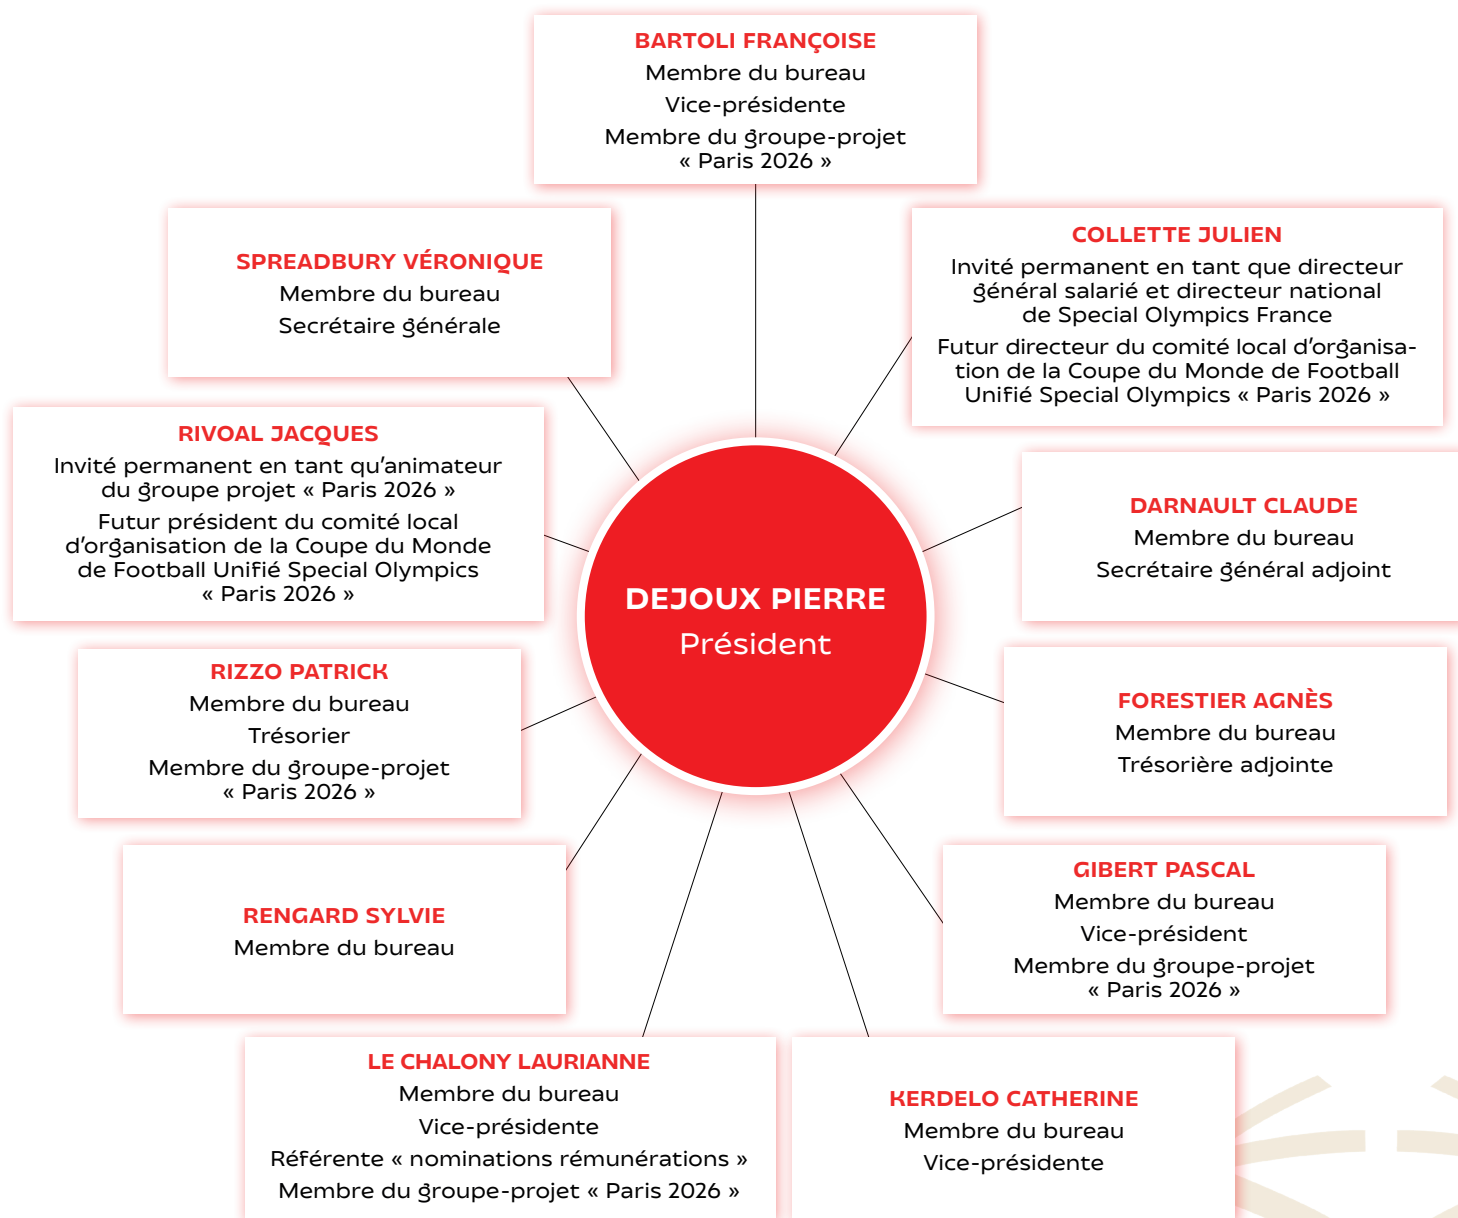 BARTOLI FRANÇOISE
Membre du bureau
Vice-présidente
Membre du groupe-projet
« Paris 2026 »
SPREADBURY VÉRONIQUE
Membre du bureau
Secrétaire générale
COLLETTE JULIEN
Invité permanent en tant que directeur
général salarié et directeur national
de Special Olympics France
Futur directeur du comité local d’organisa-
tion de la Coupe du Monde de Football
Unifié Special Olympics « Paris 2026 »
RIVOAL JACQUES
Invité permanent en tant qu’animateur
du groupe projet « Paris 2026 »
Futur président du comité local
d’organisation de la Coupe du Monde
de Football Unifié Special Olympics
« Paris 2026 »
DARNAULT CLAUDE
Membre du bureau
Secrétaire général adjoint
DEJOUX PIERRE
Président
RIZZO PATRICK
Membre du bureau
Trésorier
Membre du groupe-projet
« Paris 2026 »
FORESTIER AGNÈS
Membre du bureau
Trésorière adjointe
RENGARD SYLVIE
Membre du bureau
GIBERT PASCAL
Membre du bureau
Vice-président
Membre du groupe-projet
« Paris 2026 »
LE CHALONY LAURIANNE
Membre du bureau
Vice-présidente
Référente « nominations rémunérations »
Membre du groupe-projet « Paris 2026 »
KERDELO CATHERINE
Membre du bureau
Vice-présidente